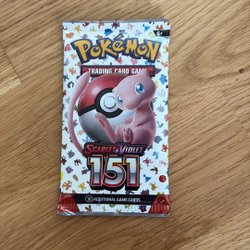 6+
POKÉMON
TRADING CARD GAME
SCARLET & VIOLET
151
10 ADDITIONAL GAME CARDS